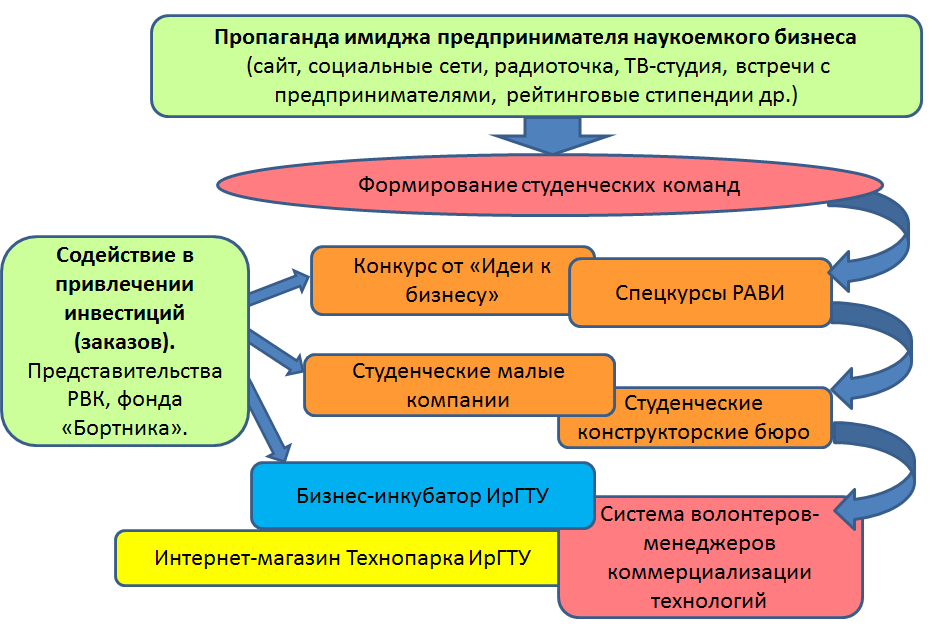 Пропаганда имиджа предпринимателя наукоемкого бизнеса
(сайт, социальные сети, радиоточка, ТВ-студия, встречи с
предпринимателями, рейтинговые стипендии др.)
Формирование студенческих команд
Содействие в
привлечении
инвестиций
(заказов).
Представительства
РВК, фонда
«Бортника».
Конкурс от «Идеи к
бизнесу»
Спецкурсы РАВИ
Студенческие малые
компании
Студенческие
конструкторские бюро
Бизнес-инкубатор ИрГТУ
Интернет-магазин Технопарка ИрГТУ
Система волонтеров-
менеджеров
коммерциализации
технологий